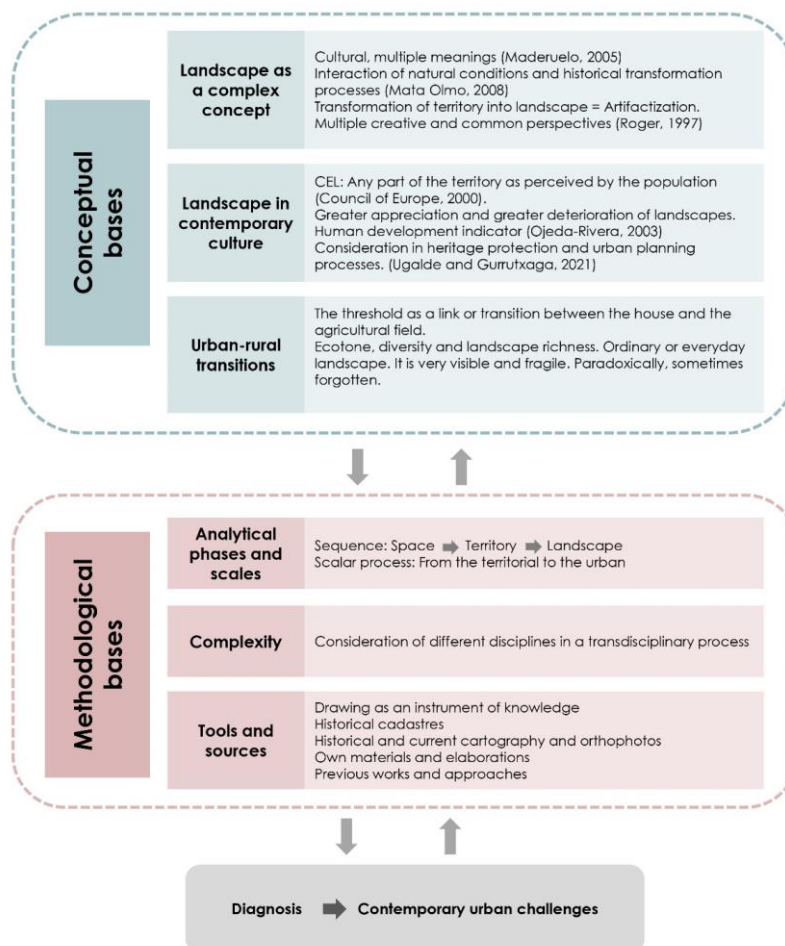 Conceptual
bases
Landscape as
a complex
concept
Cultural, multiple meanings (Maderuelo, 2005)
Interaction of natural conditions and historical transformation
processes (Mata Olmo, 2008)
Transformation of territory into landscape = Artifactization.
Multiple creative and common perspectives (Roger, 1997)
Landscape in
contemporary
culture
CEL: Any part of the territory as perceived by the population
(Council of Europe, 2000).
Greater appreciation and greater deterioration of landscapes.
Human development indicator (Ojeda-Rivera, 2003)
Consideration in heritage protection and urban planning
processes. (Ugalde and Gurrutxaga, 2021)
Urban-rural
transitions
The threshold as a link or transition between the house and the
agricultural field.
Ecotone, diversity and landscape richness. Ordinary or everyday
landscape. It is very visible and fragile. Paradoxically, sometimes
forgotten.
Methodological
bases
Analytical
phases and
scales
Sequence: Space Territory Landscape
Scalar process: From the territorial to the urban
Complexity
Consideration of different disciplines in a transdisciplinary process
Tools and
sources
Drawing as an instrument of knowledge
Historical cadastres
Historical and current cartography and orthophotos
Own materials and elaborations
Previous works and approaches
Diagnosis Contemporary urban challenges